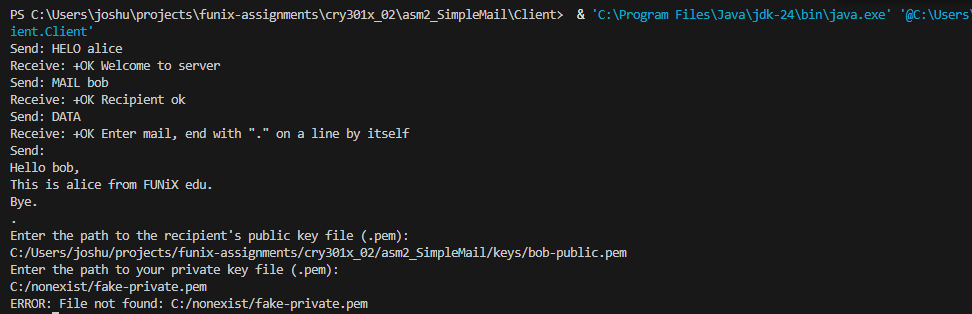 PS C:\Users\joshu\projects\funix-assignments\cry301x_02\asm2_SimpleMail\Client>  & 'C:\Program Files\Java\jdk-24\bin\java.exe' '@C:\Users\
ient.Client'
Send: HELO alice
Receive: +OK Welcome to server
Send: MAIL bob
Receive: +OK Recipient ok
Send: DATA
Receive: +OK Enter mail, end with "." on a line by itself
Send:
Hello bob,
This is alice from FUNiX edu.
Bye.
.
Enter the path to the recipient's public key file (.pem):
C:/Users/joshu/projects/funix-assignments/cry301x_02/asm2_SimpleMail/keys/bob-public.pem
Enter the path to your private key file (.pem):
C:/nonexist/fake-private.pem
ERROR: File not found: C:/nonexist/fake-private.pem